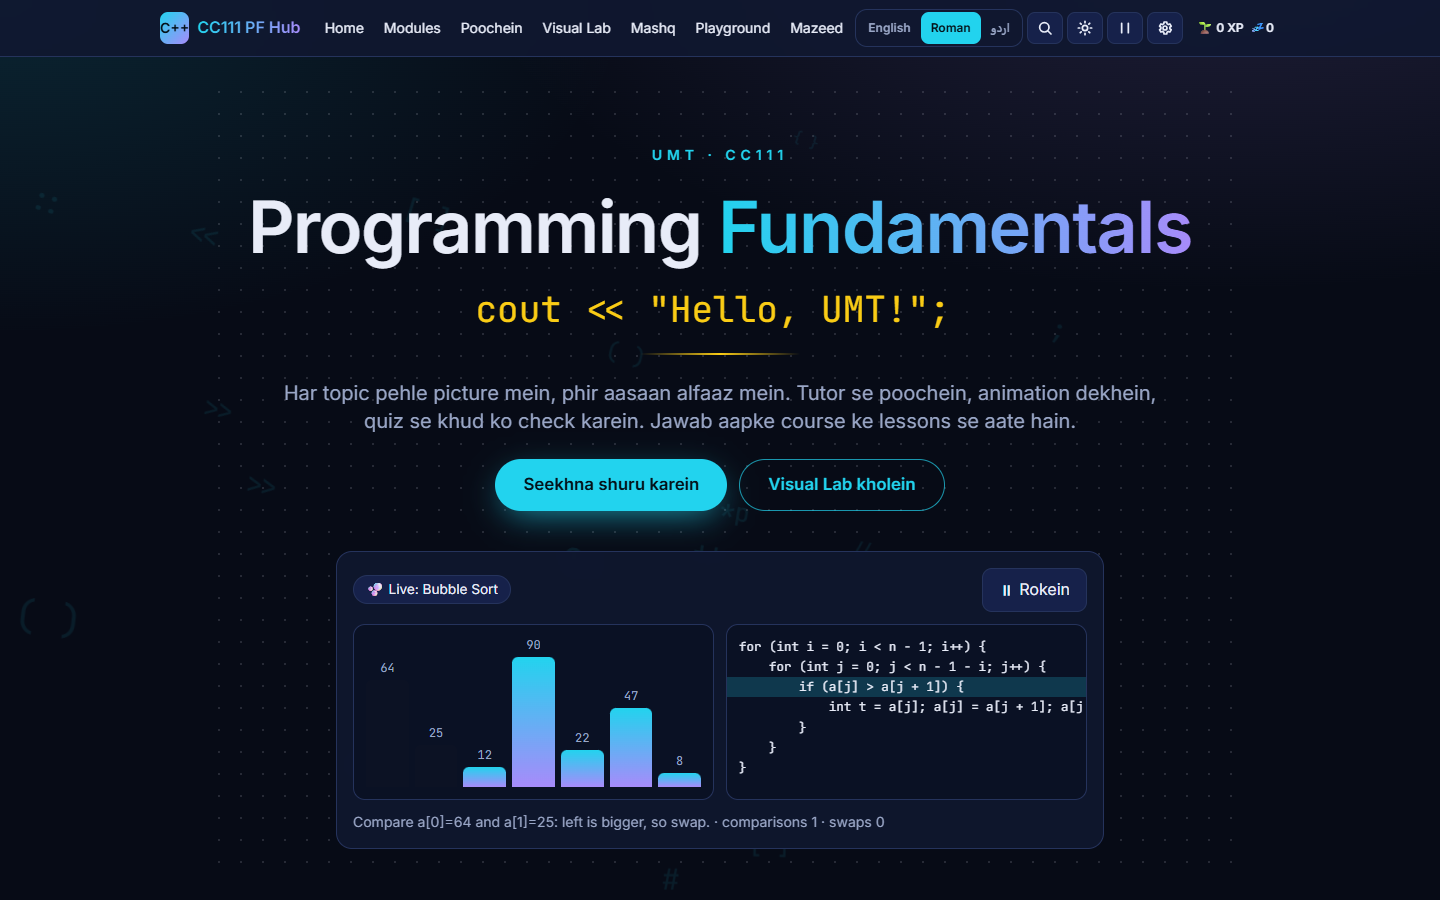 C++ CC111 PF Hub Home Modules Poochein Visual Lab Mashq Playground Mazeed English Roman اردو 0 XP 0
UMT · CC111
Programming Fundamentals
cout << "Hello, UMT!";
Har topic pehle picture mein, phir aasaan alfaaz mein. Tutor se poochein, animation dekhein,
quiz se khud ko check karein. Jawab aapke course ke lessons se aate hain.
Seekhna shuru karein Visual Lab kholein
Live: Bubble Sort Rokein
64 25 12 90 22 47 8
for (int i = 0; i < n - 1; i++) {
for (int j = 0; j < n - 1 - i; j++) {
if (a[j] > a[j + 1]) {
int t = a[j]; a[j] = a[j + 1]; a[j
}
}
}
Compare a[0]=64 and a[1]=25: left is bigger, so swap. · comparisons 1 · swaps 0